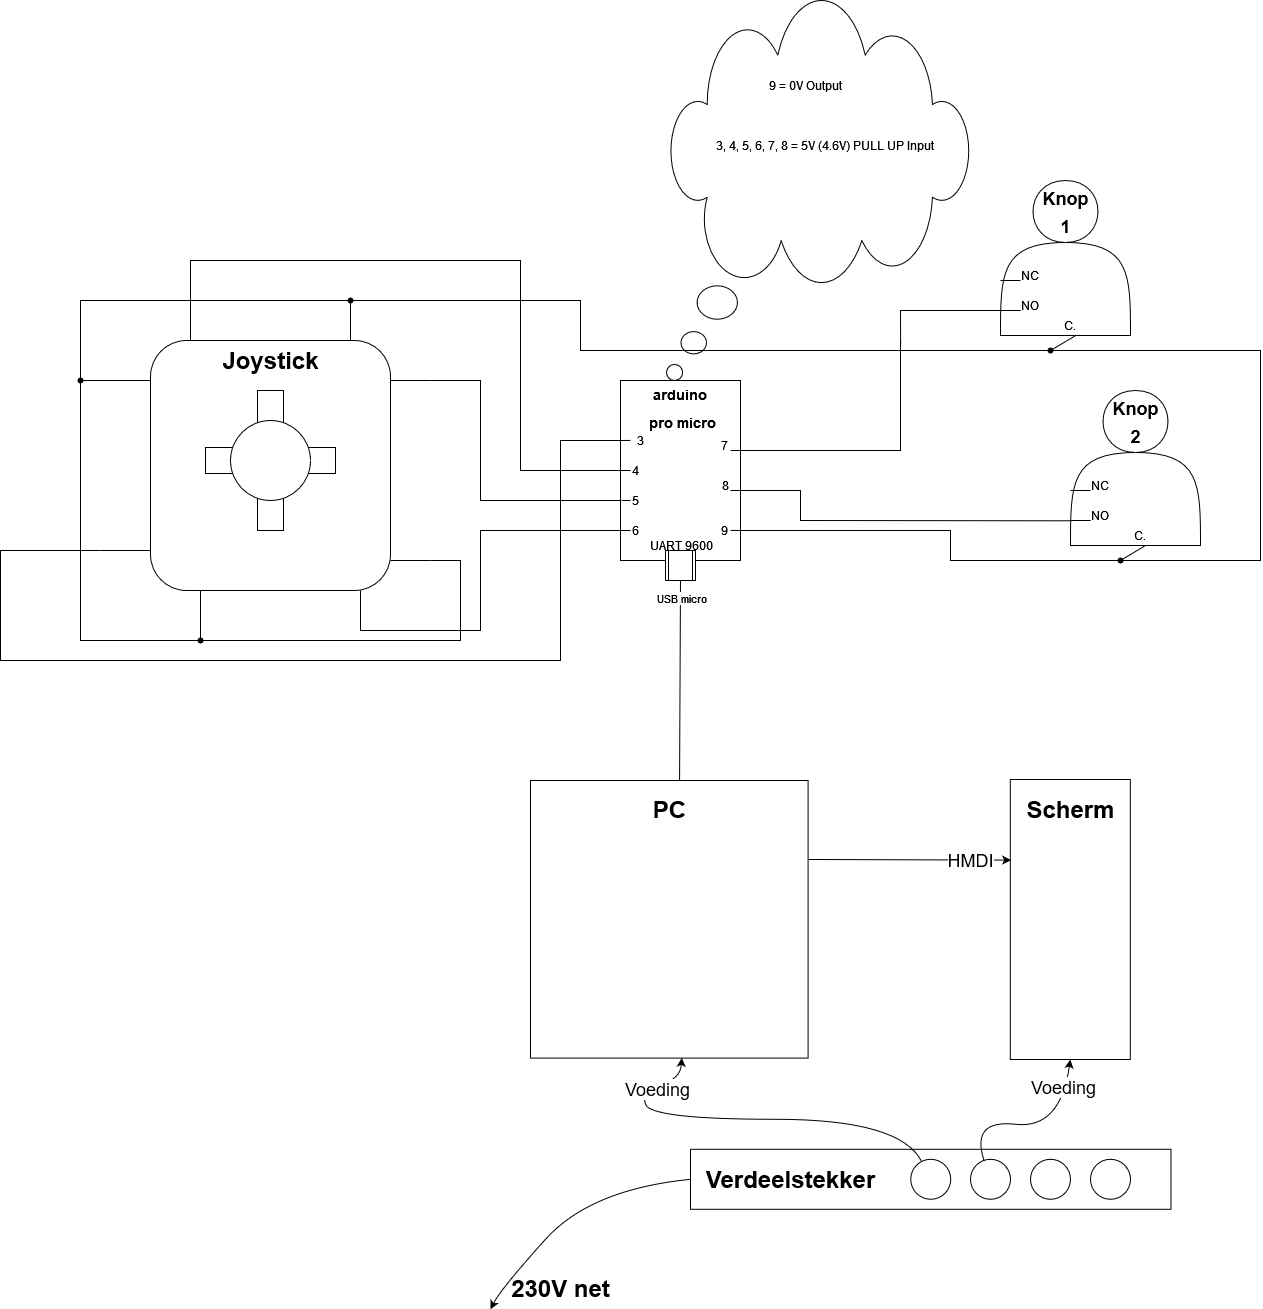 9 = 0V Output
3, 4, 5, 6, 7, 8 = 5V (4.6V) PULL UP Input
Knop
1
NC
NO
C.
Joystick
arduino
pro micro
3
4
5
6
7
8
9
UART 9600
USB micro
Knop
2
NC
NO
C.
PC
HMDI
Scherm
Voeding
Voeding
Verdeelstekker
230V net